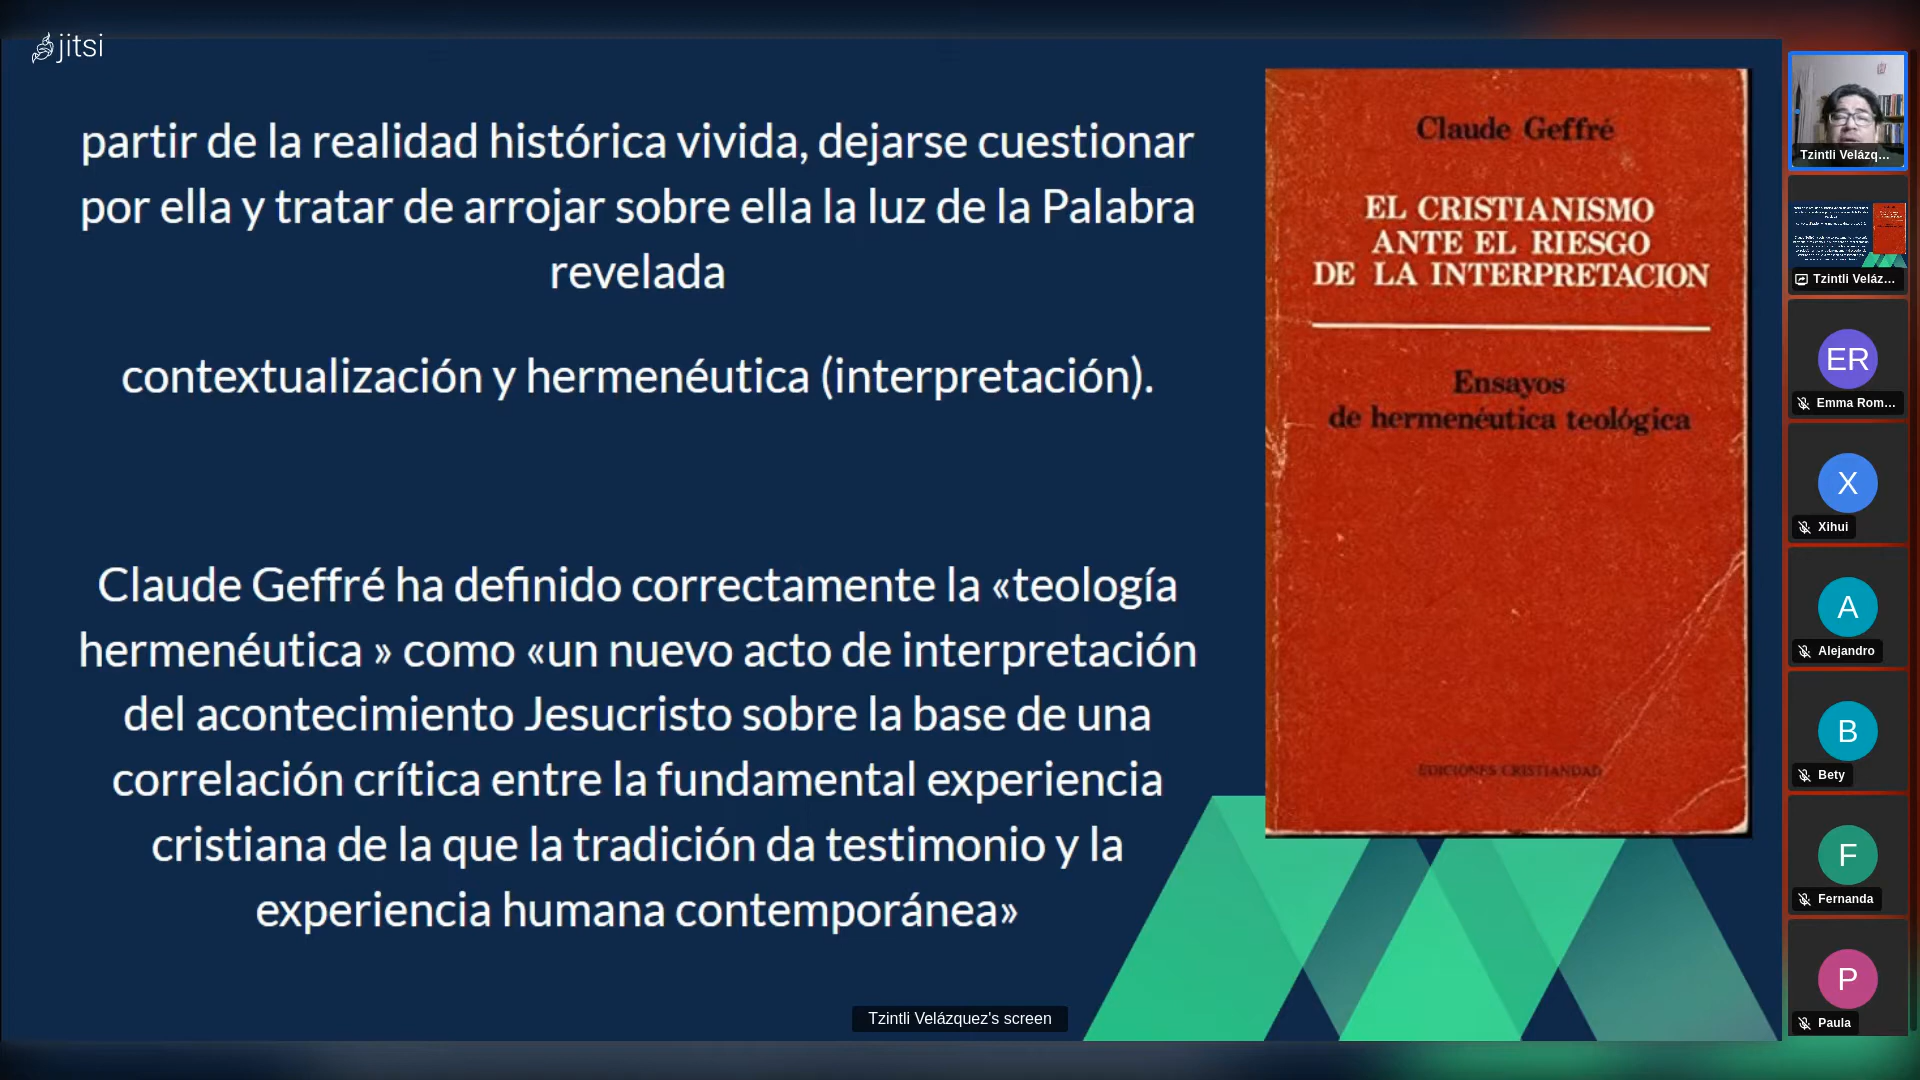 jitsi
partir de la realidad histórica vivida, dejarse cuestionar
por ella y tratar de arrojar sobre ella la luz de la Palabra
revelada
contextualización y hermenéutica (interpretación).
Claude Geffré ha definido correctamente la «teología
hermenéutica » como «un nuevo acto de interpretación
del acontecimiento Jesucristo sobre la base de una
correlación crítica entre la fundamental experiencia
cristiana de la que la tradición da testimonio y la
experiencia humana contemporánea»
Claude Geffré
EL CRISTIANISMO
ANTE EL RIESGO
DE LA INTERPRETACION
Ensayos
de hermenéutica teológica
EDICIONES CRISTIANDAD
Tzintli Velázquez's screen
Tzintli Velázq...
Tzintli Veláz...
ER
Emma Rom...
X
Xihui
A
Alejandro
B
Bety
F
Fernanda
P
Paula